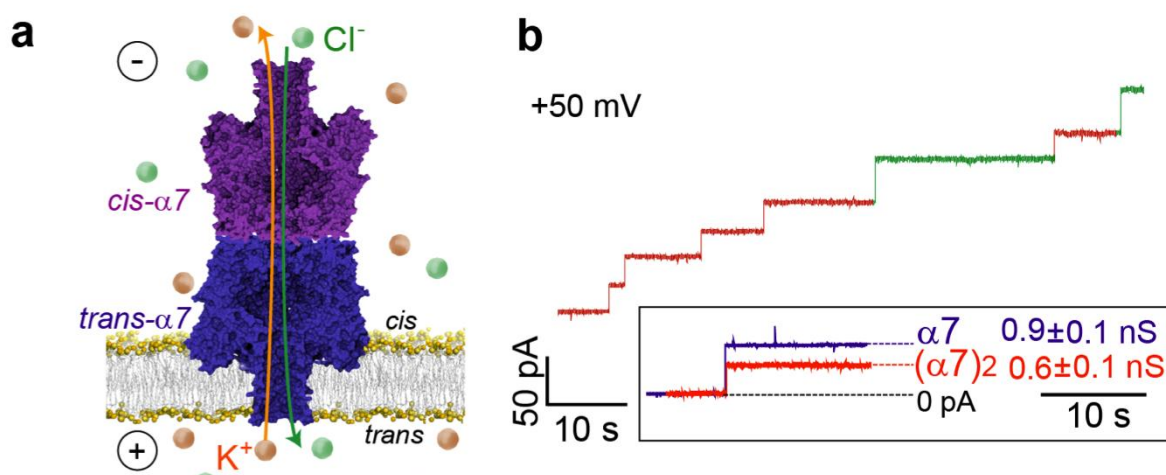 a
-
Cl⁻
cis-α7
trans-α7
cis
trans
+
K⁺
b
+50 mV
50 pA
10 s
α7 0.9±0.1 nS
(α7)2 0.6±0.1 nS
0 pA
10 s